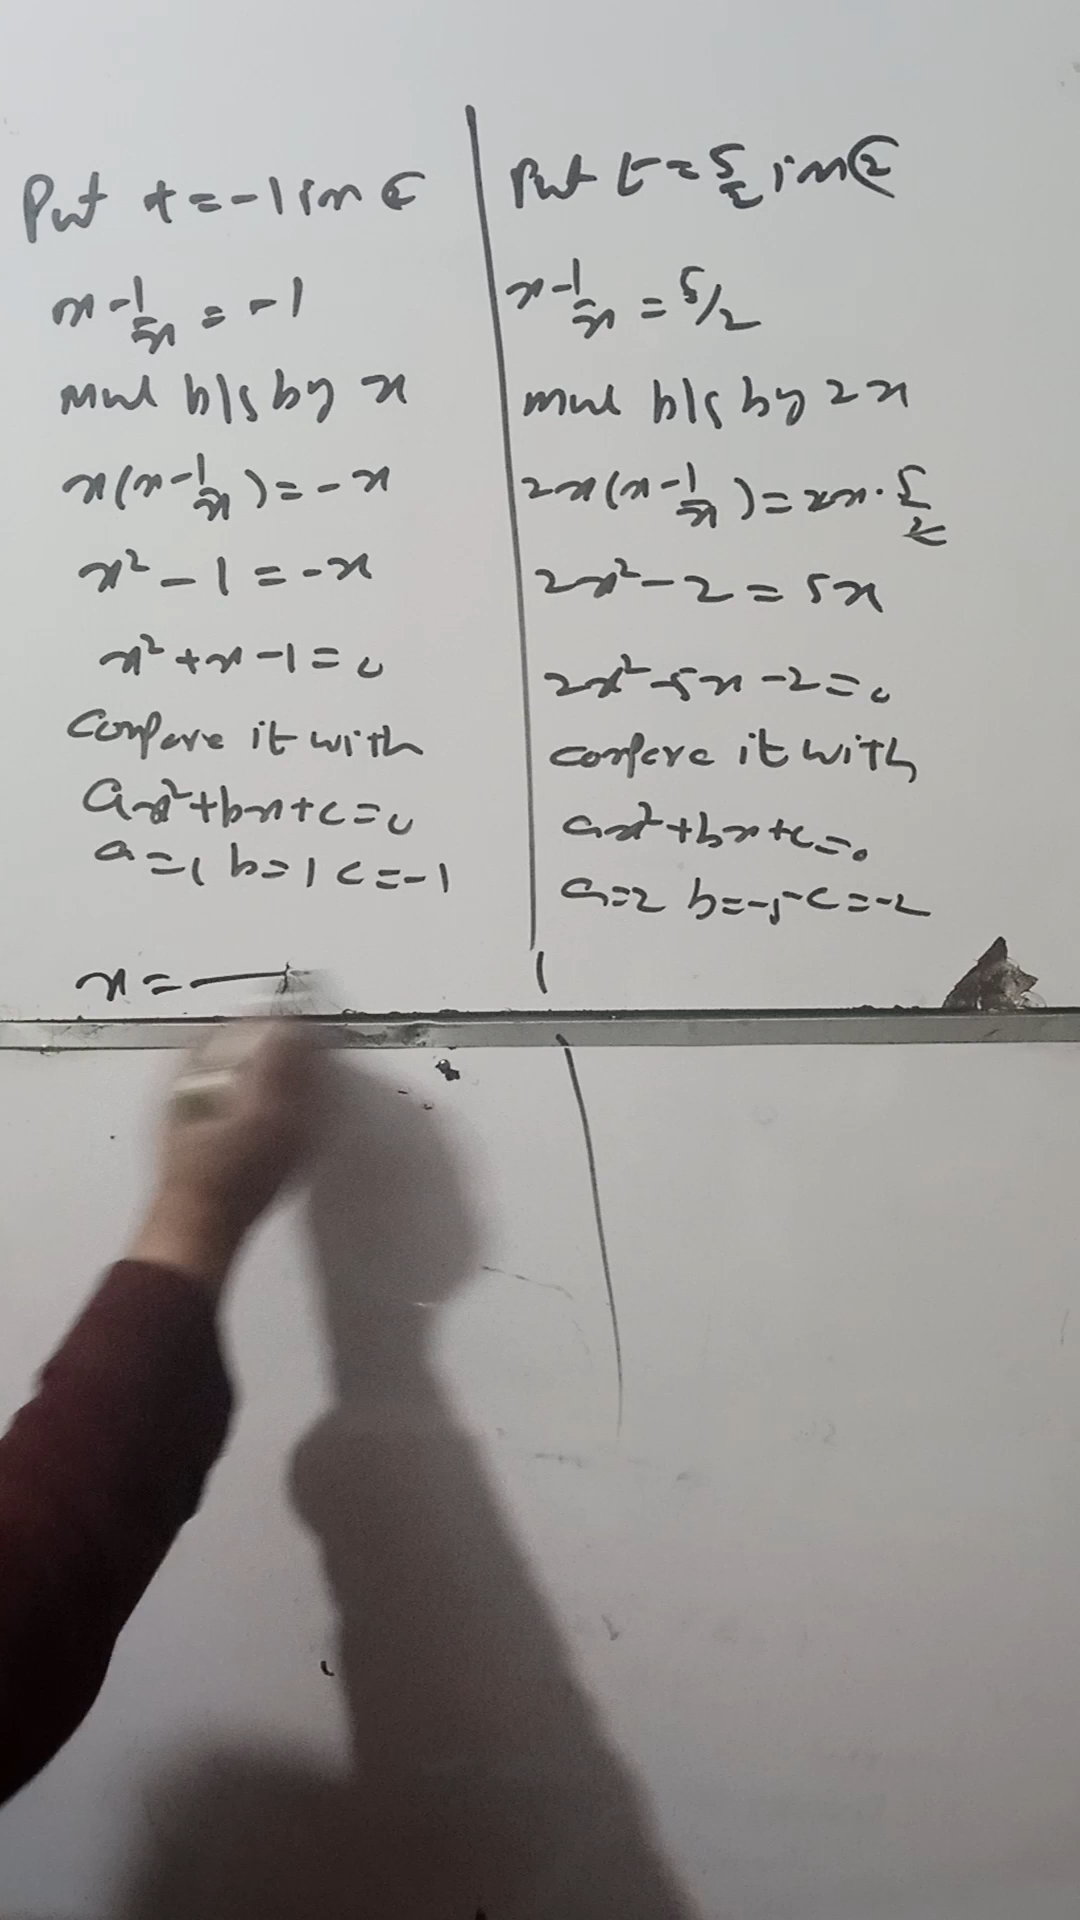 Put t=-1 in ②
x-1/x = -1
mul b/s by x
x(x-1/x)=-x
x²-1=-x
x²+x-1=0
Compare it with
ax²+bx+c=0
a=1 b=1 c=-1
x=
Put t=5/2 in ②
x-1/x = 5/2
mul b/s by 2x
2x(x-1/x)=2x·5/2
2x²-2=5x
2x²-5x-2=0
compare it with
ax²+bx+c=0
a=2 b=-5 c=-2